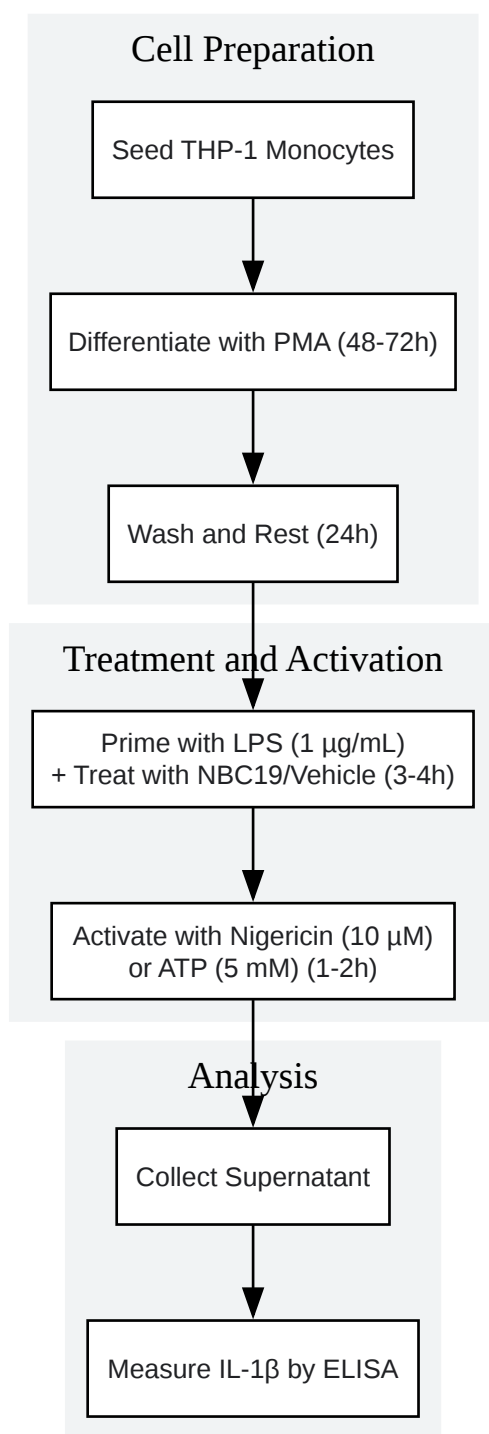 Cell Preparation
Seed THP-1 Monocytes
Differentiate with PMA (48-72h)
Wash and Rest (24h)
Treatment and Activation
Prime with LPS (1 µg/mL)
+ Treat with NBC19/Vehicle (3-4h)
Activate with Nigericin (10 µM)
or ATP (5 mM) (1-2h)
Analysis
Collect Supernatant
Measure IL-1β by ELISA